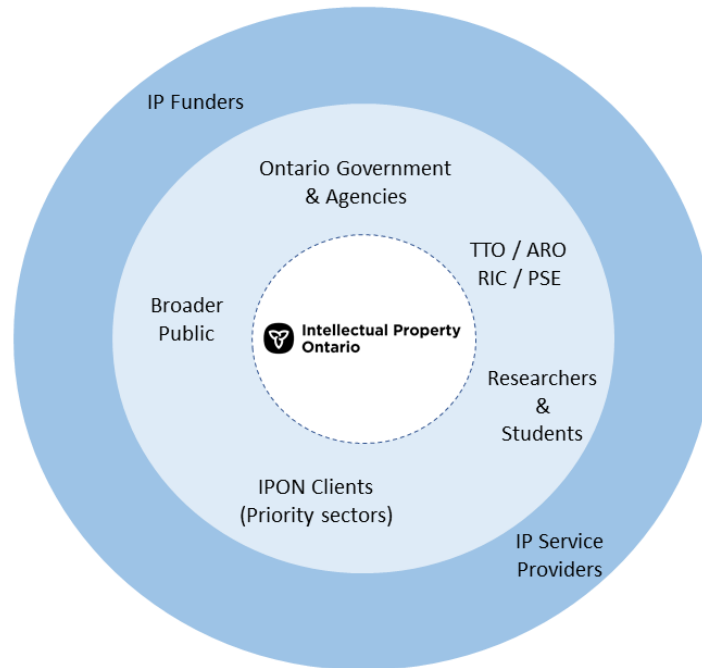 IP Funders
Ontario Government
& Agencies
TTO / ARO
RIC / PSE
Broader
Public
Intellectual Property
Ontario
Researchers
&
Students
IPON Clients
(Priority sectors)
IP Service
Providers